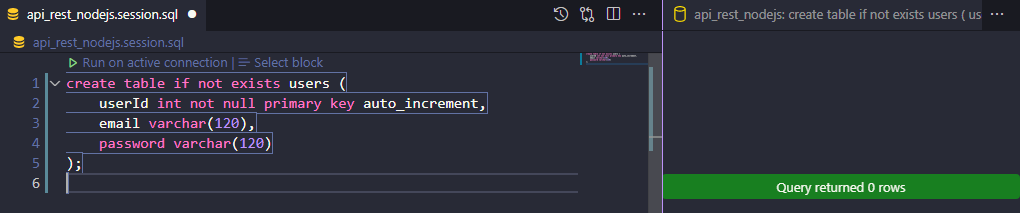 api_rest_nodejs.session.sql
api_rest_nodejs: create table if not exists users ( us
api_rest_nodejs.session.sql
Run on active connection | Select block
1 create table if not exists users (
2 userId int not null primary key auto_increment,
3 email varchar(120),
4 password varchar(120)
5 );
6
Query returned 0 rows